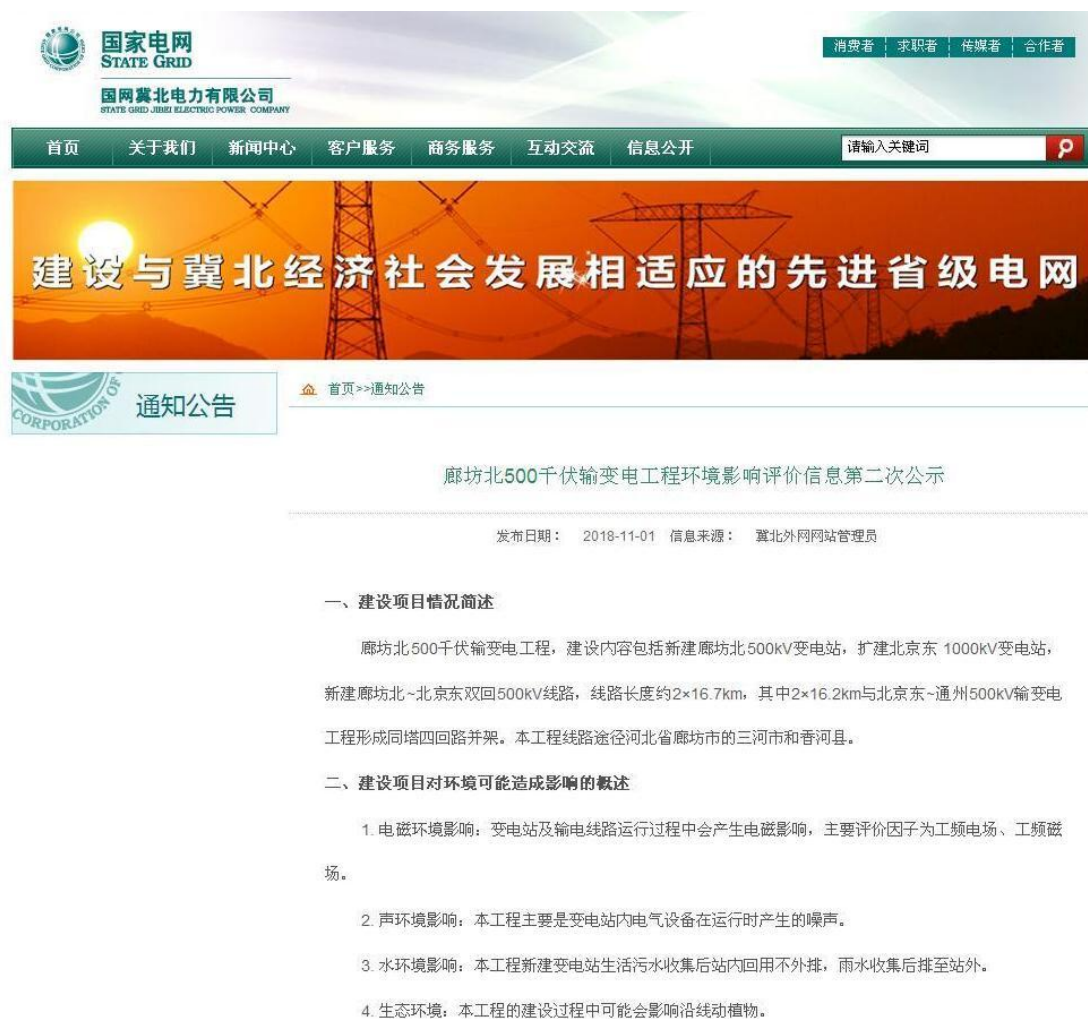 国家电网
STATE GRID
国网冀北电力有限公司
STATE GRID JIBEI ELECTRIC POWER COMPANY
消费者 求职者 传媒者 合作者
首页 关于我们 新闻中心 客户服务 商务服务 互动交流 信息公开 请输入关键词
建设与冀北经济社会发展相适应的先进省级电网
CORPORATION OF
通知公告
首页>>通知公告
廊坊北500千伏输变电工程环境影响评价信息第二次公示
发布日期： 2018-11-01 信息来源： 冀北外网网站管理员
一、建设项目情况简述
廊坊北500千伏输变电工程，建设内容包括新建廊坊北500kV变电站，扩建北京东 1000kV变电站，
新建廊坊北~北京东双回500kV线路，线路长度约2×16.7km，其中2×16.2km与北京东~通州500kV输变电
工程形成同塔四回路并架。本工程线路途径河北省廊坊市的三河市和香河县。
二、建设项目对环境可能造成影响的概述
1. 电磁环境影响：变电站及输电线路运行过程中会产生电磁影响，主要评价因子为工频电场、工频磁
场。
2. 声环境影响：本工程主要是变电站内电气设备在运行时产生的噪声。
3. 水环境影响：本工程新建变电站生活污水收集后站内回用不外排，雨水收集后排至站外。
4. 生态环境：本工程的建设过程中可能会影响沿线动植物。